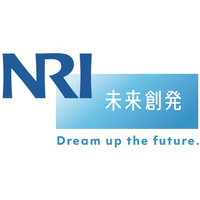 NRI
未来創発
Dream up the future.